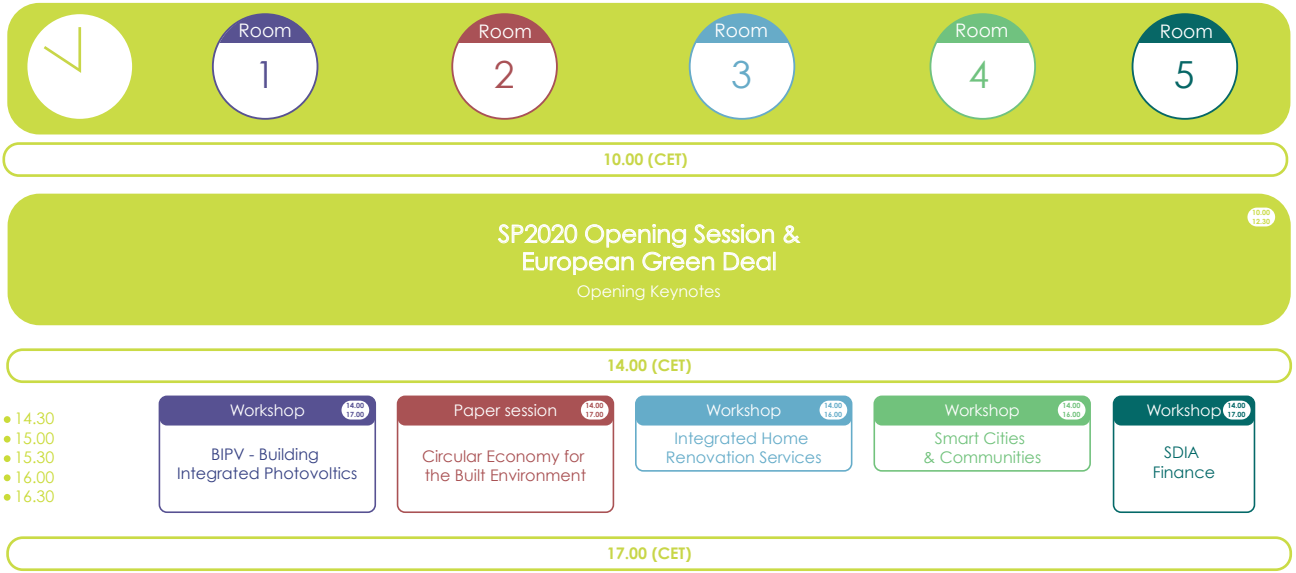 Room
1
Room
2
Room
3
Room
4
Room
5
10.00 (CET)
10.00
12.30
SP2020 Opening Session &
European Green Deal
Opening Keynotes
14.00 (CET)
• 14.30
• 15.00
• 15.30
• 16.00
• 16.30
Workshop
14.00
17.00
BIPV - Building
Integrated Photovoltics
Paper session
14.00
17.00
Circular Economy for
the Built Environment
Workshop
14.00
16.00
Integrated Home
Renovation Services
Workshop
14.00
16.00
Smart Cities
& Communities
Workshop
14.00
17.00
SDIA
Finance
17.00 (CET)